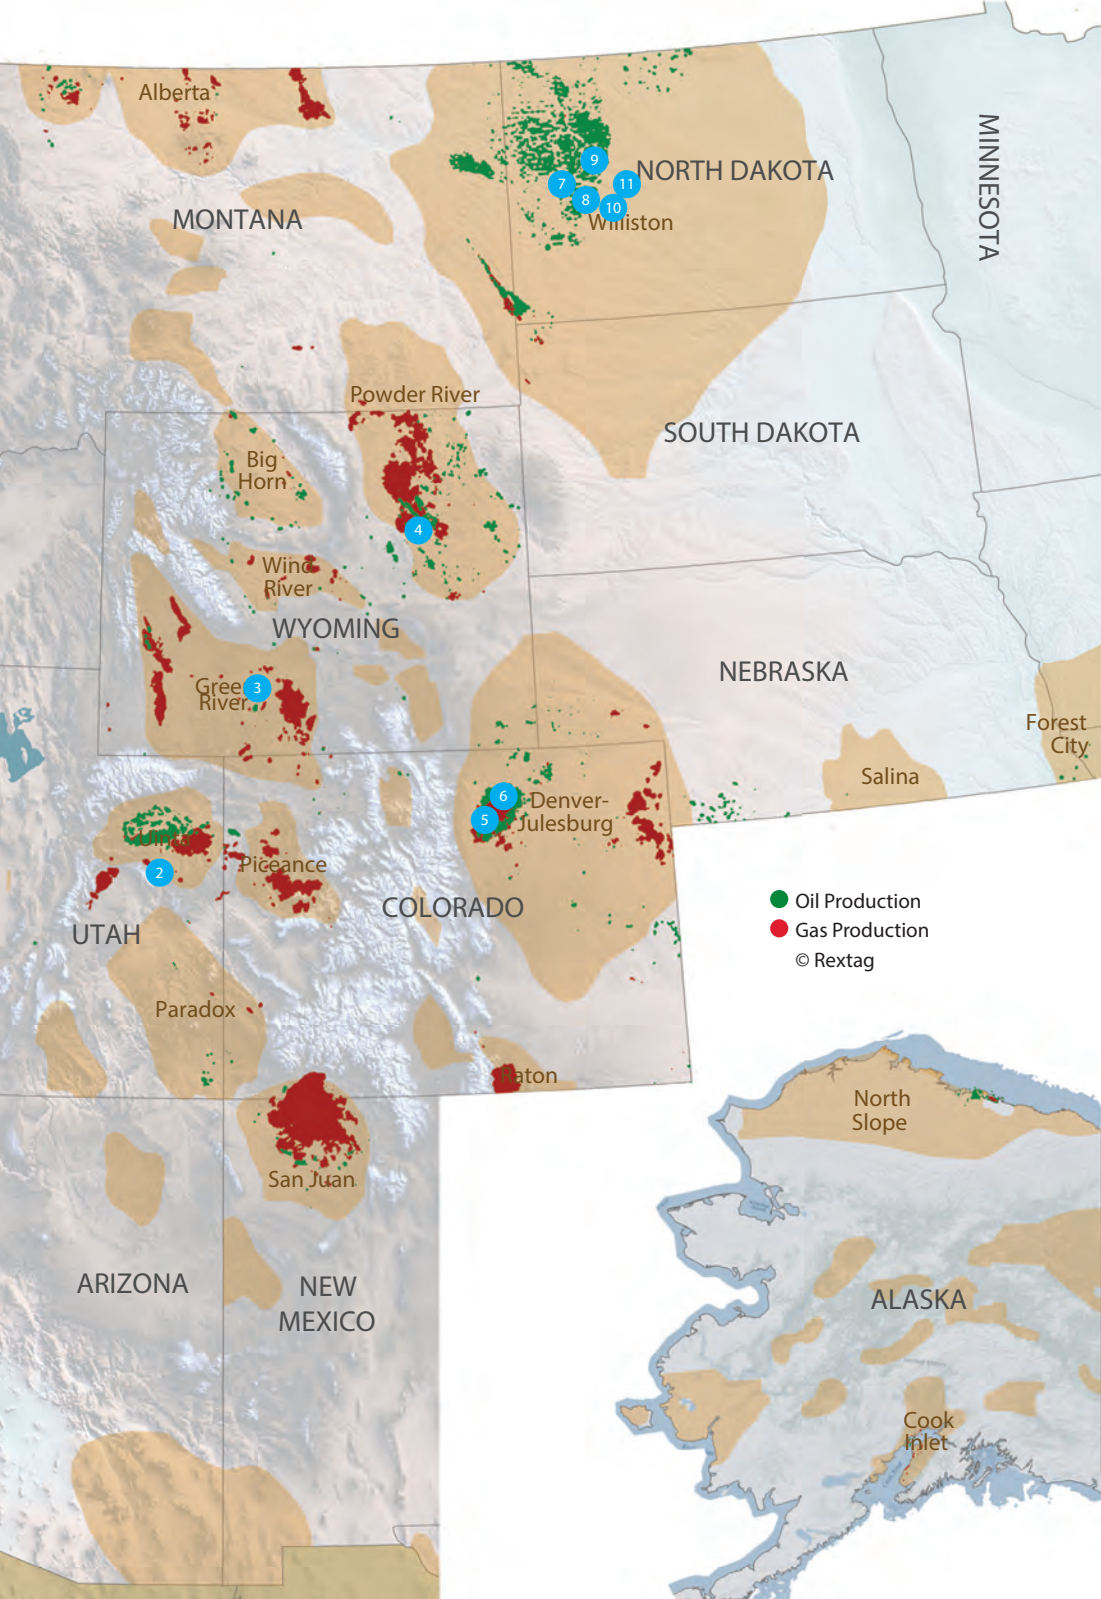 Alberta
MINNESOTA
9
NORTH DAKOTA
7
11
8
10
MONTANA
Williston
Powder River
SOUTH DAKOTA
Big
Horn
4
Wind
River
WYOMING
NEBRASKA
Green
River
3
Forest
City
Salina
6
Denver-
Julesburg
5
Uinta
Piceance
2
COLORADO
Oil Production
Gas Production
© Rextag
UTAH
Paradox
Raton
North
Slope
San Juan
ARIZONA
NEW
MEXICO
ALASKA
Cook
Inlet